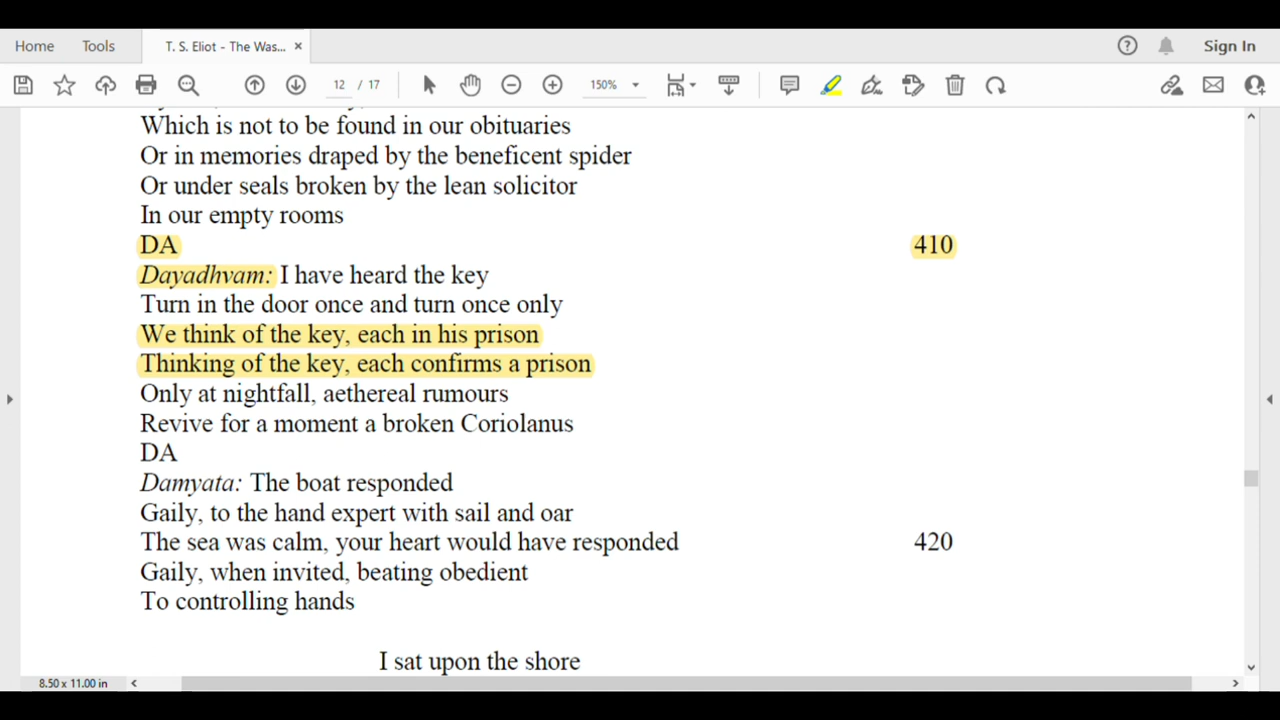 Home Tools T. S. Eliot - The Was... × Sign In
12 / 17 150%
Which is not to be found in our obituaries
Or in memories draped by the beneficent spider
Or under seals broken by the lean solicitor
In our empty rooms
DA 410
Dayadhvam: I have heard the key
Turn in the door once and turn once only
We think of the key, each in his prison
Thinking of the key, each confirms a prison
Only at nightfall, aethereal rumours
Revive for a moment a broken Coriolanus
DA
Damyata: The boat responded
Gaily, to the hand expert with sail and oar
The sea was calm, your heart would have responded 420
Gaily, when invited, beating obedient
To controlling hands
I sat upon the shore
8.50 x 11.00 in